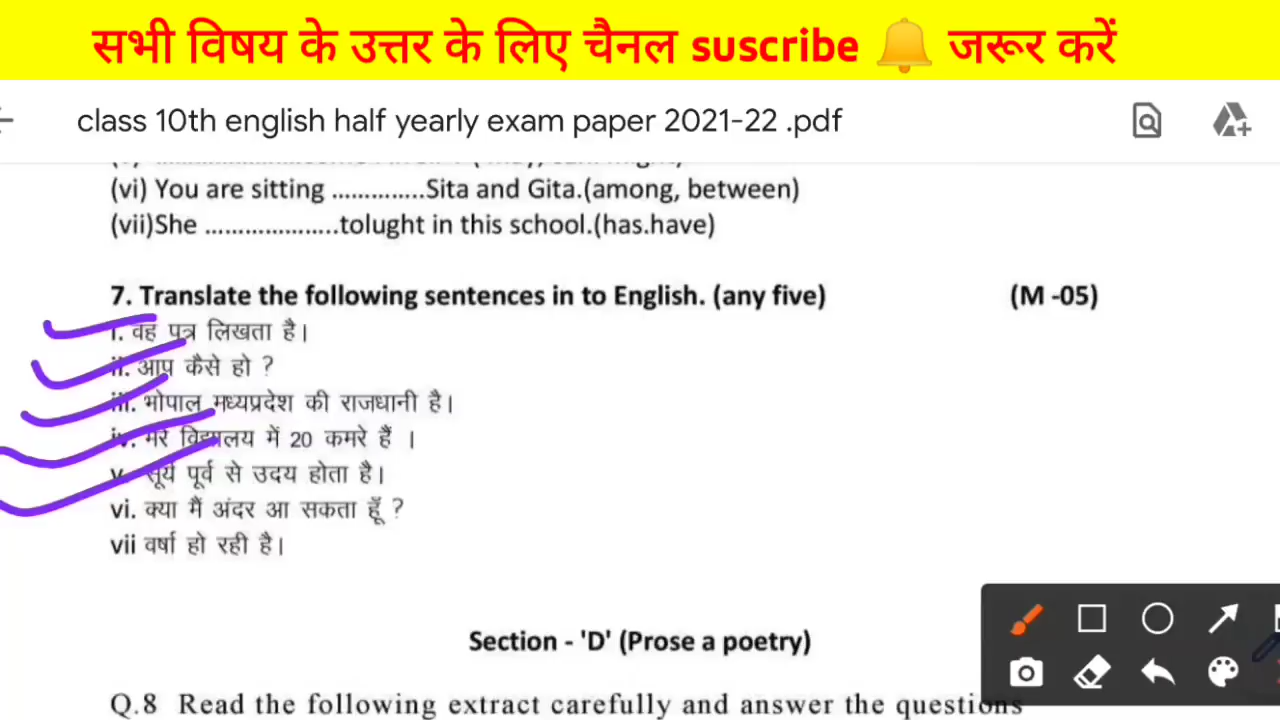 सभी विषय के उत्तर के लिए चैनल suscribe 🔔 जरूर करें
class 10th english half yearly exam paper 2021-22 .pdf
(vi) You are sitting ..............Sita and Gita.(among, between)
(vii)She ....................tolught in this school.(has.have)
7. Translate the following sentences in to English. (any five) (M -05)
i. वह पत्र लिखता है।
ii. आप कैसे हो ?
iii. भोपाल मध्यप्रदेश की राजधानी है।
iv. मेरे विद्यालय में 20 कमरे हैं ।
v. सूर्य पूर्व से उदय होता है।
vi. क्या मैं अंदर आ सकता हूँ ?
vii वर्षा हो रही है।
Section - 'D' (Prose a poetry)
Q.8 Read the following extract carefully and answer the questions